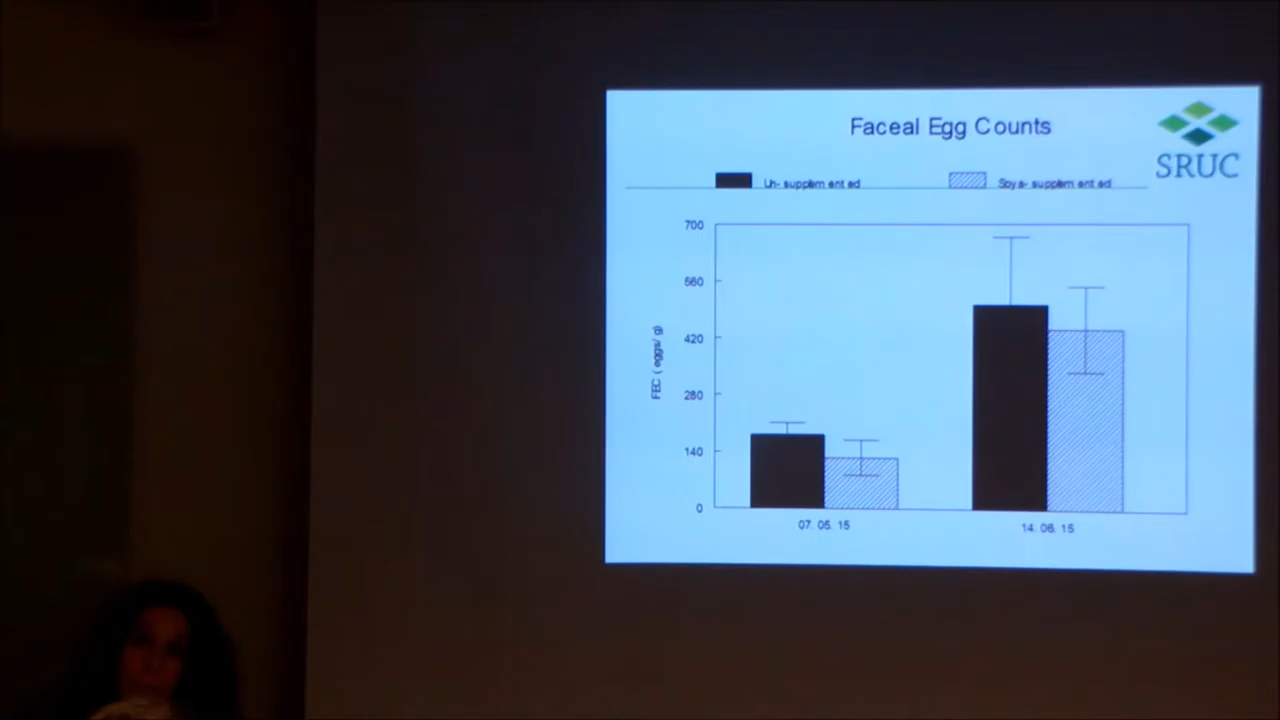 Faceal Egg Counts
SRUC
Un- supplem ent ed
Soya- supplem ent ed
700
560
420
280
140
0
FEC ( eggs/ g)
07. 05. 15
14. 06. 15